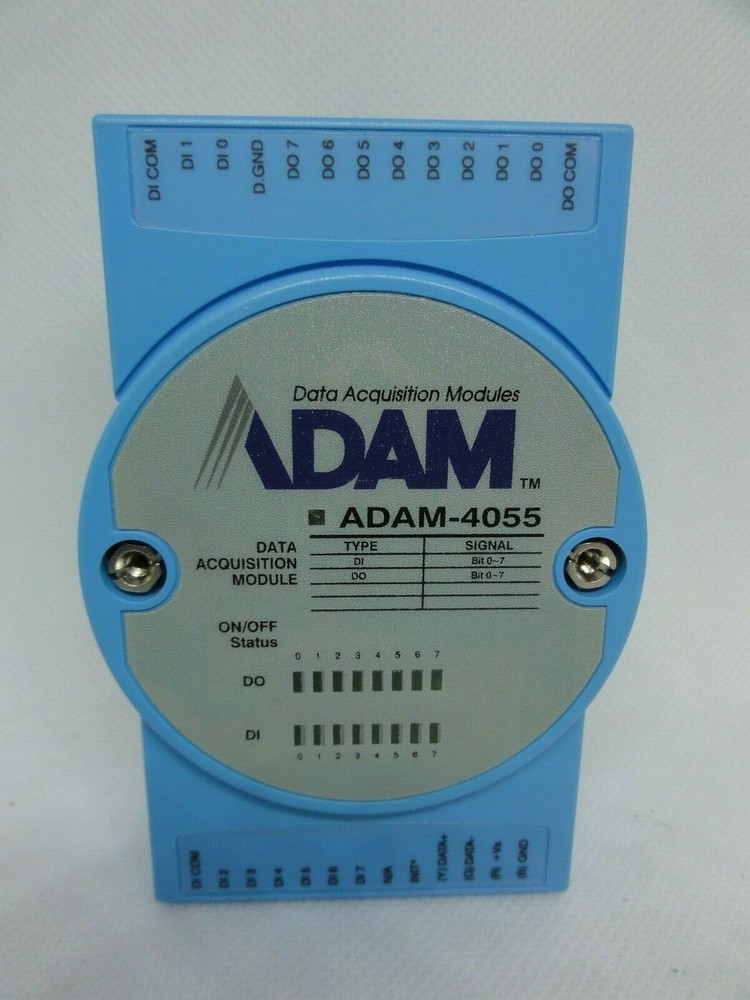 DI COM DI 1 DI 0 D.GND DO 7 DO 6 DO 5 DO 4 DO 3 DO 2 DO 1 DO 0 DO COM
Data Acquisition Modules
ADAM TM
ADAM-4055
DATA ACQUISITION MODULE
TYPE SIGNAL
DI Bit 0~7
DO Bit 0~7
ON/OFF
Status
0 1 2 3 4 5 6 7
DO
DI
0 1 2 3 4 5 6 7
DI COM DI 2 DI 3 DI 4 DI 5 DI 6 DI 7 N/A INIT* (Y) DATA+ (G) DATA- (R) +Vs (B) GND